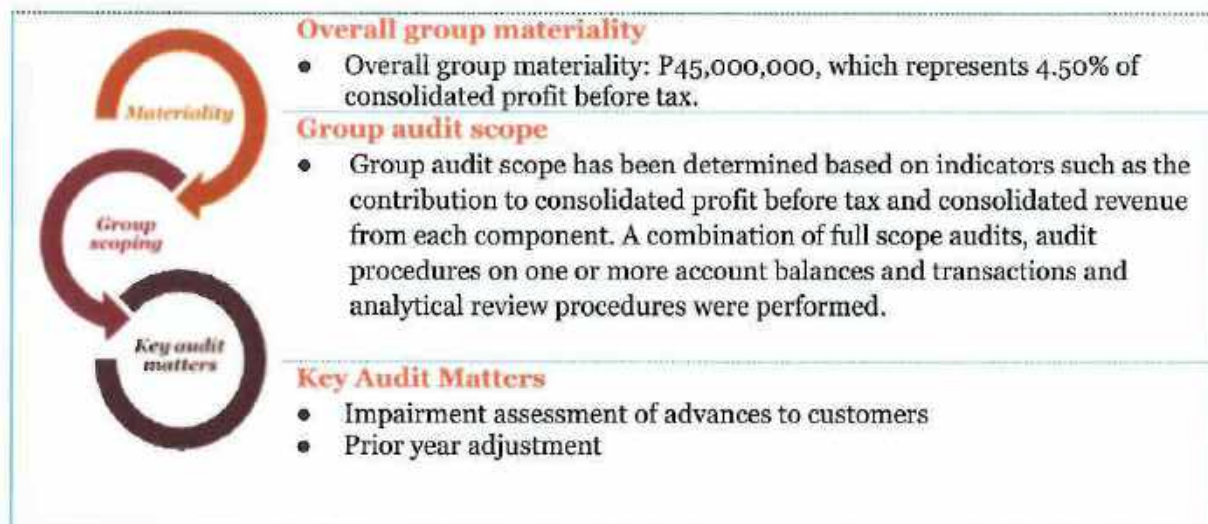 Overall group materiality
• Overall group materiality: P45,000,000, which represents 4.50% of
consolidated profit before tax.
Materiality
Group audit scope
• Group audit scope has been determined based on indicators such as the
contribution to consolidated profit before tax and consolidated revenue
from each component. A combination of full scope audits, audit
procedures on one or more account balances and transactions and
analytical review procedures were performed.
Group
scoping
Key audit
matters
Key Audit Matters
• Impairment assessment of advances to customers
• Prior year adjustment